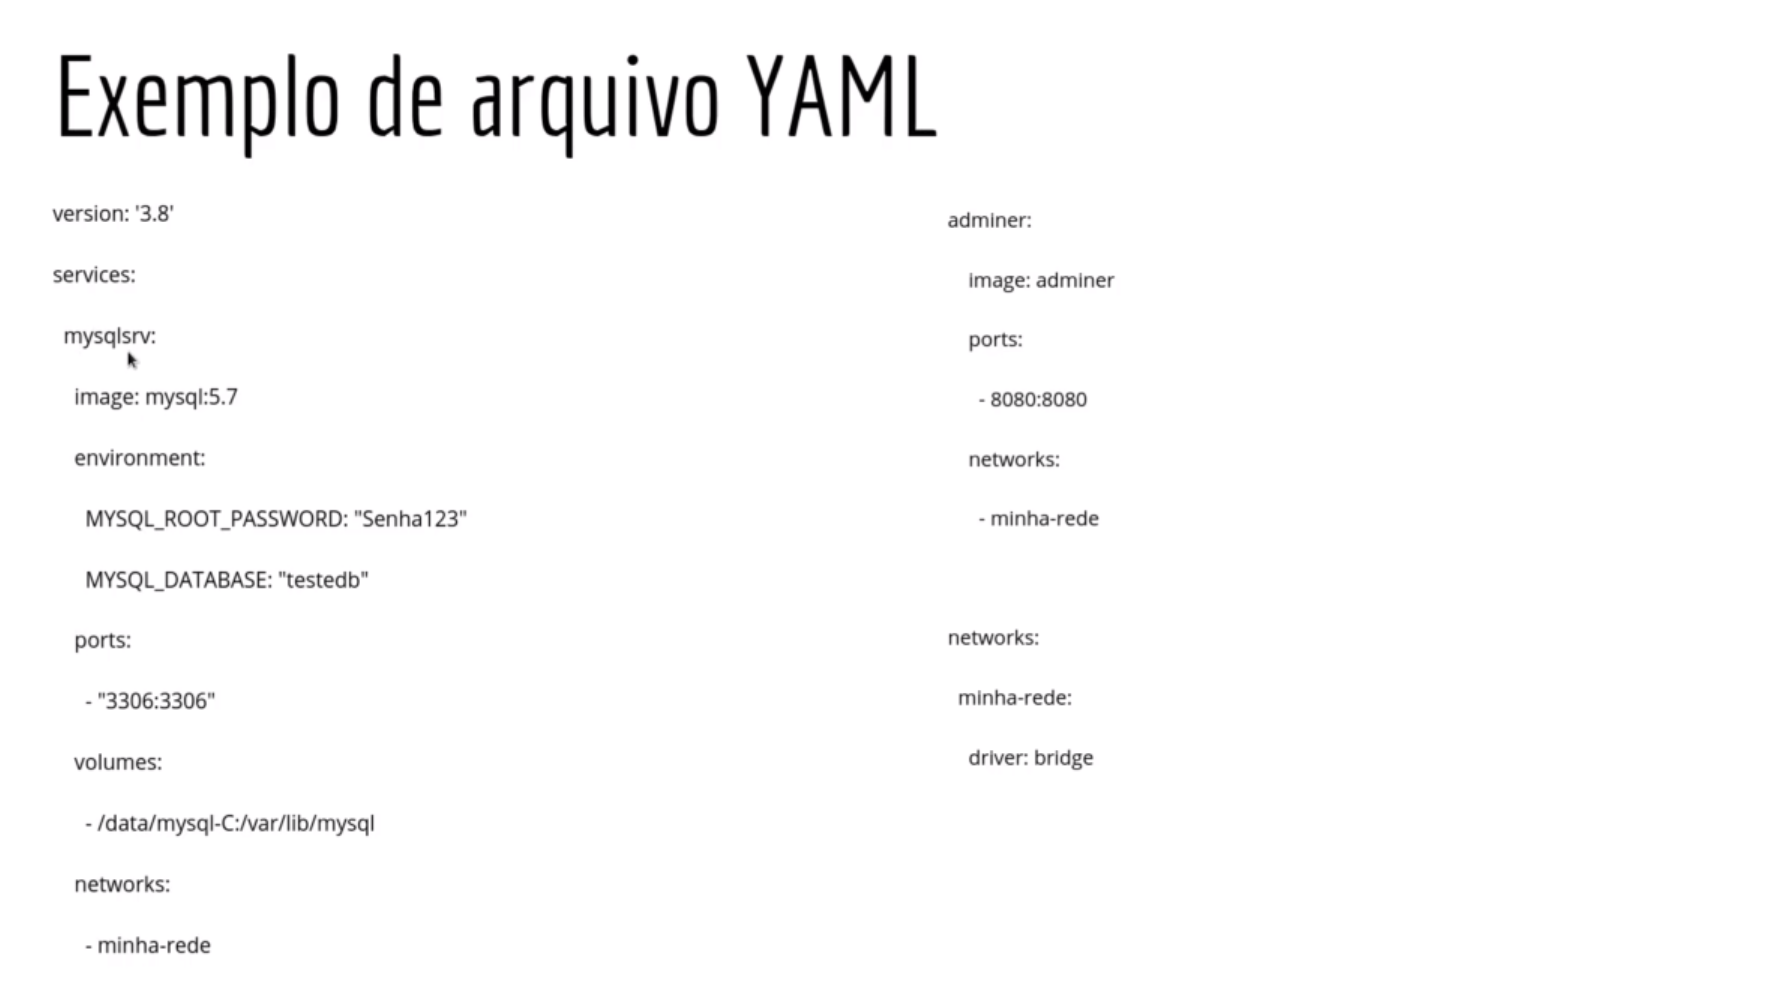 Exemplo de arquivo YAML
version: '3.8'
services:
mysqlsrv:
image: mysql:5.7
environment:
MYSQL_ROOT_PASSWORD: "Senha123"
MYSQL_DATABASE: "testedb"
ports:
- "3306:3306"
volumes:
- /data/mysql-C:/var/lib/mysql
networks:
- minha-rede
adminer:
image: adminer
ports:
- 8080:8080
networks:
- minha-rede
networks:
minha-rede:
driver: bridge